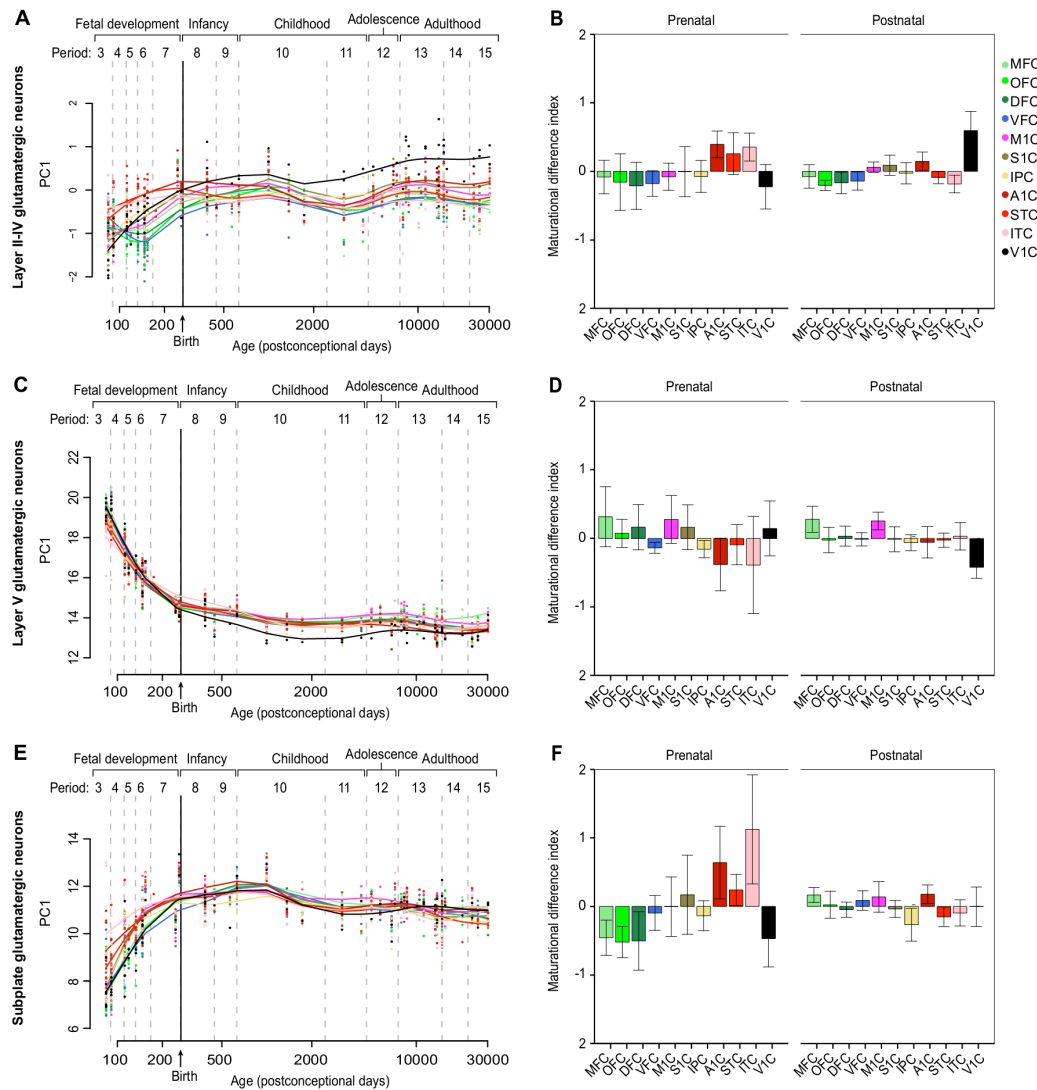 A
Fetal development Infancy Childhood Adolescence Adulthood
Period: 3 4 5 6 7 8 9 10 11 12 13 14 15
Layer II-IV glutamatergic neurons
PC1
2
1
0
−1
−2
100 200 500 2000 10000 30000
Birth
Age (postconceptional days)
B
Prenatal Postnatal
Maturational difference index
2
1
0
-1
2
MFC OFC DFC VFC M1C S1C IPC A1C STC ITC V1C
MFC OFC DFC VFC M1C S1C IPC A1C STC ITC V1C
MFC
OFC
DFC
VFC
M1C
S1C
IPC
A1C
STC
ITC
V1C
C
Fetal development Infancy Childhood Adolescence Adulthood
Period: 3 4 5 6 7 8 9 10 11 12 13 14 15
Layer V glutamatergic neurons
PC1
22
20
18
16
14
12
100 200 500 2000 10000 30000
Birth
Age (postconceptional days)
D
Prenatal Postnatal
Maturational difference index
2
1
0
-1
2
MFC OFC DFC VFC M1C S1C IPC A1C STC ITC V1C
MFC OFC DFC VFC M1C S1C IPC A1C STC ITC V1C
E
Fetal development Infancy Childhood Adolescence Adulthood
Period: 3 4 5 6 7 8 9 10 11 12 13 14 15
Subplate glutamatergic neurons
PC1
14
12
10
8
6
100 200 500 2000 10000 30000
Birth
Age (postconceptional days)
F
Prenatal Postnatal
Maturational difference index
2
1
0
-1
2
MFC OFC DFC VFC M1C S1C IPC A1C STC ITC V1C
MFC OFC DFC VFC M1C S1C IPC A1C STC ITC V1C